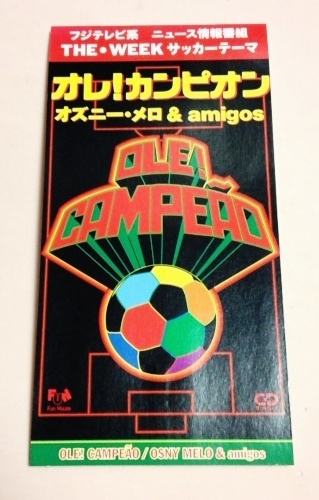 フジテレビ系 ニュース情報番組
THE・WEEK サッカーテーマ
オレ!カンピオン
オズニー・メロ & amigos
OLE!
CAMPEÃO
Fun House
CD
OLE! CAMPEÃO / OSNY MELO & amigos